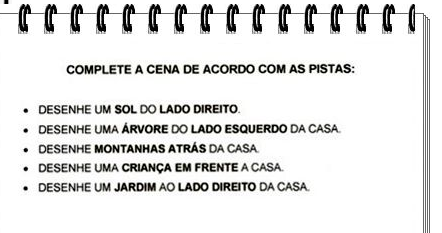 COMPLETE A CENA DE ACORDO COM AS PISTAS:
• DESENHE UM SOL DO LADO DIREITO.
• DESENHE UMA ÁRVORE DO LADO ESQUERDO DA CASA.
• DESENHE MONTANHAS ATRÁS DA CASA.
• DESENHE UMA CRIANÇA EM FRENTE A CASA.
• DESENHE UM JARDIM AO LADO DIREITO DA CASA.